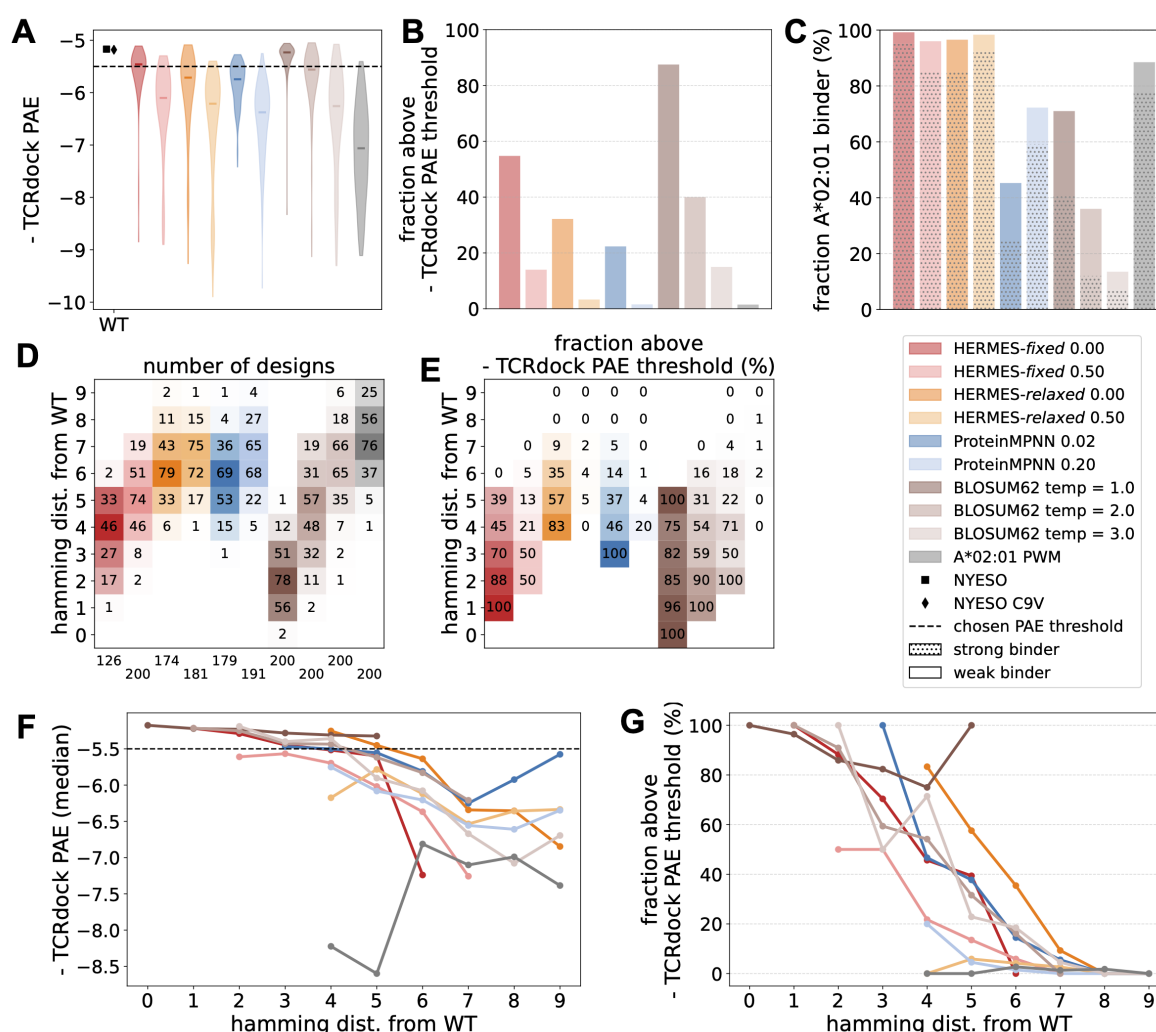 A
−5
−6
−7
−8
−9
−10
- TCRdock PAE
WT
B
100
80
60
40
20
0
fraction above
- TCRdock PAE threshold
C
100
80
60
40
20
0
fraction A*02:01 binder (%)
HERMES-fixed 0.00
HERMES-fixed 0.50
HERMES-relaxed 0.00
HERMES-relaxed 0.50
ProteinMPNN 0.02
ProteinMPNN 0.20
BLOSUM62 temp = 1.0
BLOSUM62 temp = 2.0
BLOSUM62 temp = 3.0
A*02:01 PWM
NYESO
NYESO C9V
chosen PAE threshold
strong binder
weak binder
D
number of designs
hamming dist. from WT
9 2 1 1 4 6 25
8 11 15 4 27 18 56
7 19 43 75 36 65 19 66 76
6 2 51 79 72 69 68 31 65 37
5 33 74 33 17 53 22 1 57 35 5
4 46 46 6 1 15 5 12 48 7 1
3 27 8 1 51 32 2
2 17 2 78 11 1
1 1 56 2
0 2
126 174 179 200 200
200 181 191 200 200
E
fraction above
- TCRdock PAE threshold (%)
hamming dist. from WT
9 0 0 0 0 0 0
8 0 0 0 0 0 1
7 0 9 2 5 0 0 4 1
6 0 5 35 4 14 1 16 18 2
5 39 13 57 5 37 4 100 31 22 0
4 45 21 83 0 46 20 75 54 71 0
3 70 50 100 82 59 50
2 88 50 85 90 100
1 100 96 100
0 100
F
−5.5
−6.0
−6.5
−7.0
−7.5
−8.0
−8.5
- TCRdock PAE (median)
0 1 2 3 4 5 6 7 8 9
hamming dist. from WT
G
100
80
60
40
20
0
fraction above
- TCRdock PAE threshold (%)
0 1 2 3 4 5 6 7 8 9
hamming dist. from WT